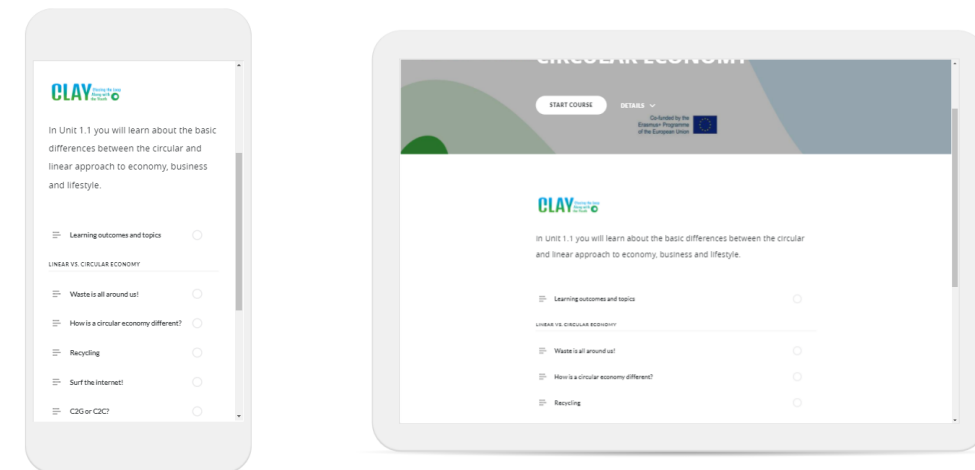 CLAY
In Unit 1.1 you will learn about the basic
differences between the circular and
linear approach to economy, business
and lifestyle.
Learning outcomes and topics
LINEAR VS. CIRCULAR ECONOMY
Waste is all around us!
How is a circular economy different?
Recycling
Surf the internet!
C2G or C2C?
CIRCULAR ECONOMY
START COURSE DETAILS
Co-funded by the
Erasmus+ Programme
of the European Union
CLAY
In Unit 1.1 you will learn about the basic differences between the circular
and linear approach to economy, business and lifestyle.
Learning outcomes and topics
LINEAR VS. CIRCULAR ECONOMY
Waste is all around us!
How is a circular economy different?
Recycling